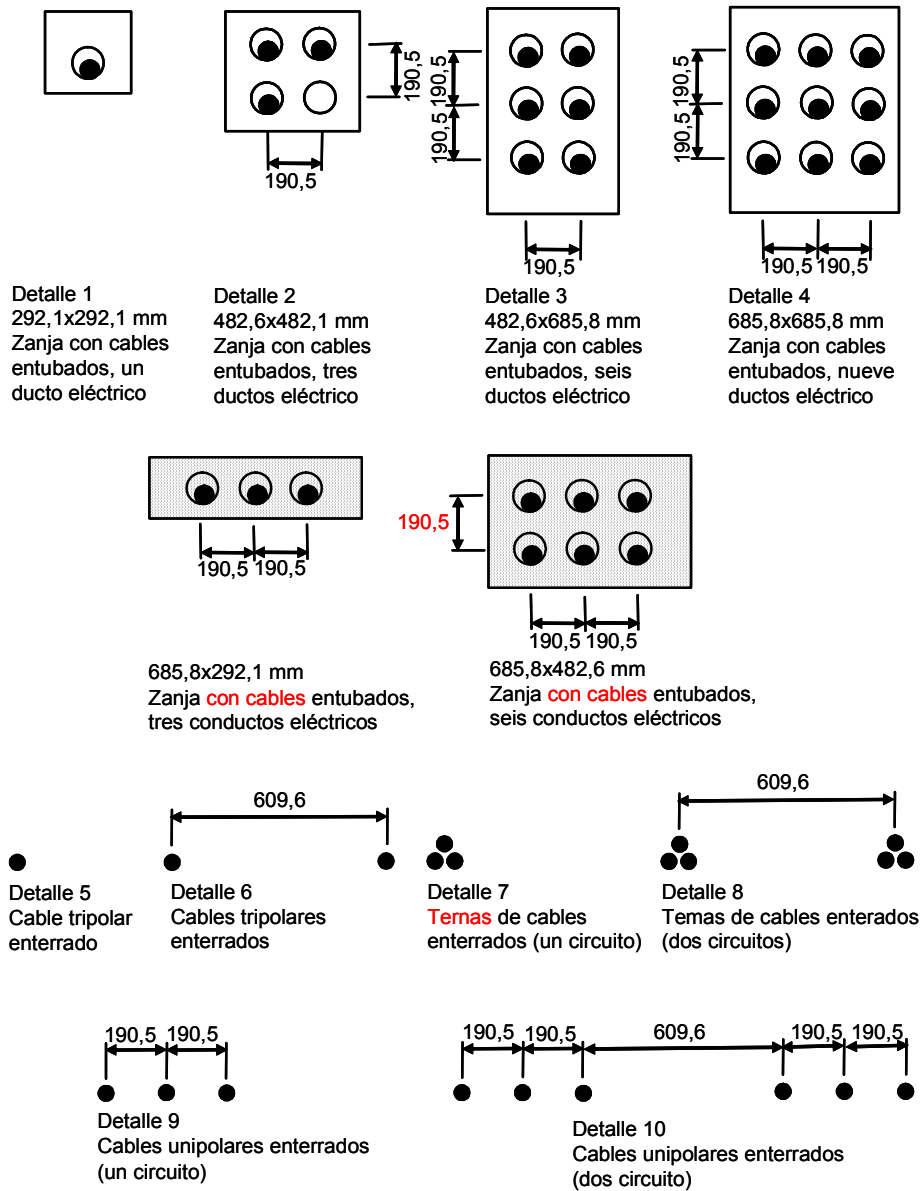 190,5
190,5
190,5
190,5
190,5
190,5
190,5
190,5
190,5
190,5
Detalle 1
292,1x292,1 mm
Zanja con cables
entubados, un
ducto eléctrico
Detalle 2
482,6x482,1 mm
Zanja con cables
entubados, tres
ductos eléctrico
Detalle 3
482,6x685,8 mm
Zanja con cables
entubados, seis
ductos eléctrico
Detalle 4
685,8x685,8 mm
Zanja con cables
entubados, nueve
ductos eléctrico
190,5
190,5
190,5
190,5
190,5
685,8x292,1 mm
Zanja con cables entubados,
tres conductos eléctricos
685,8x482,6 mm
Zanja con cables entubados,
seis conductos eléctricos
609,6
609,6
Detalle 5
Cable tripolar
enterrado
Detalle 6
Cables tripolares
enterrados
Detalle 7
Ternas de cables
enterrados (un circuito)
Detalle 8
Temas de cables enterados
(dos circuitos)
190,5 190,5
190,5 190,5 609,6 190,5 190,5
Detalle 9
Cables unipolares enterrados
(un circuito)
Detalle 10
Cables unipolares enterrados
(dos circuito)